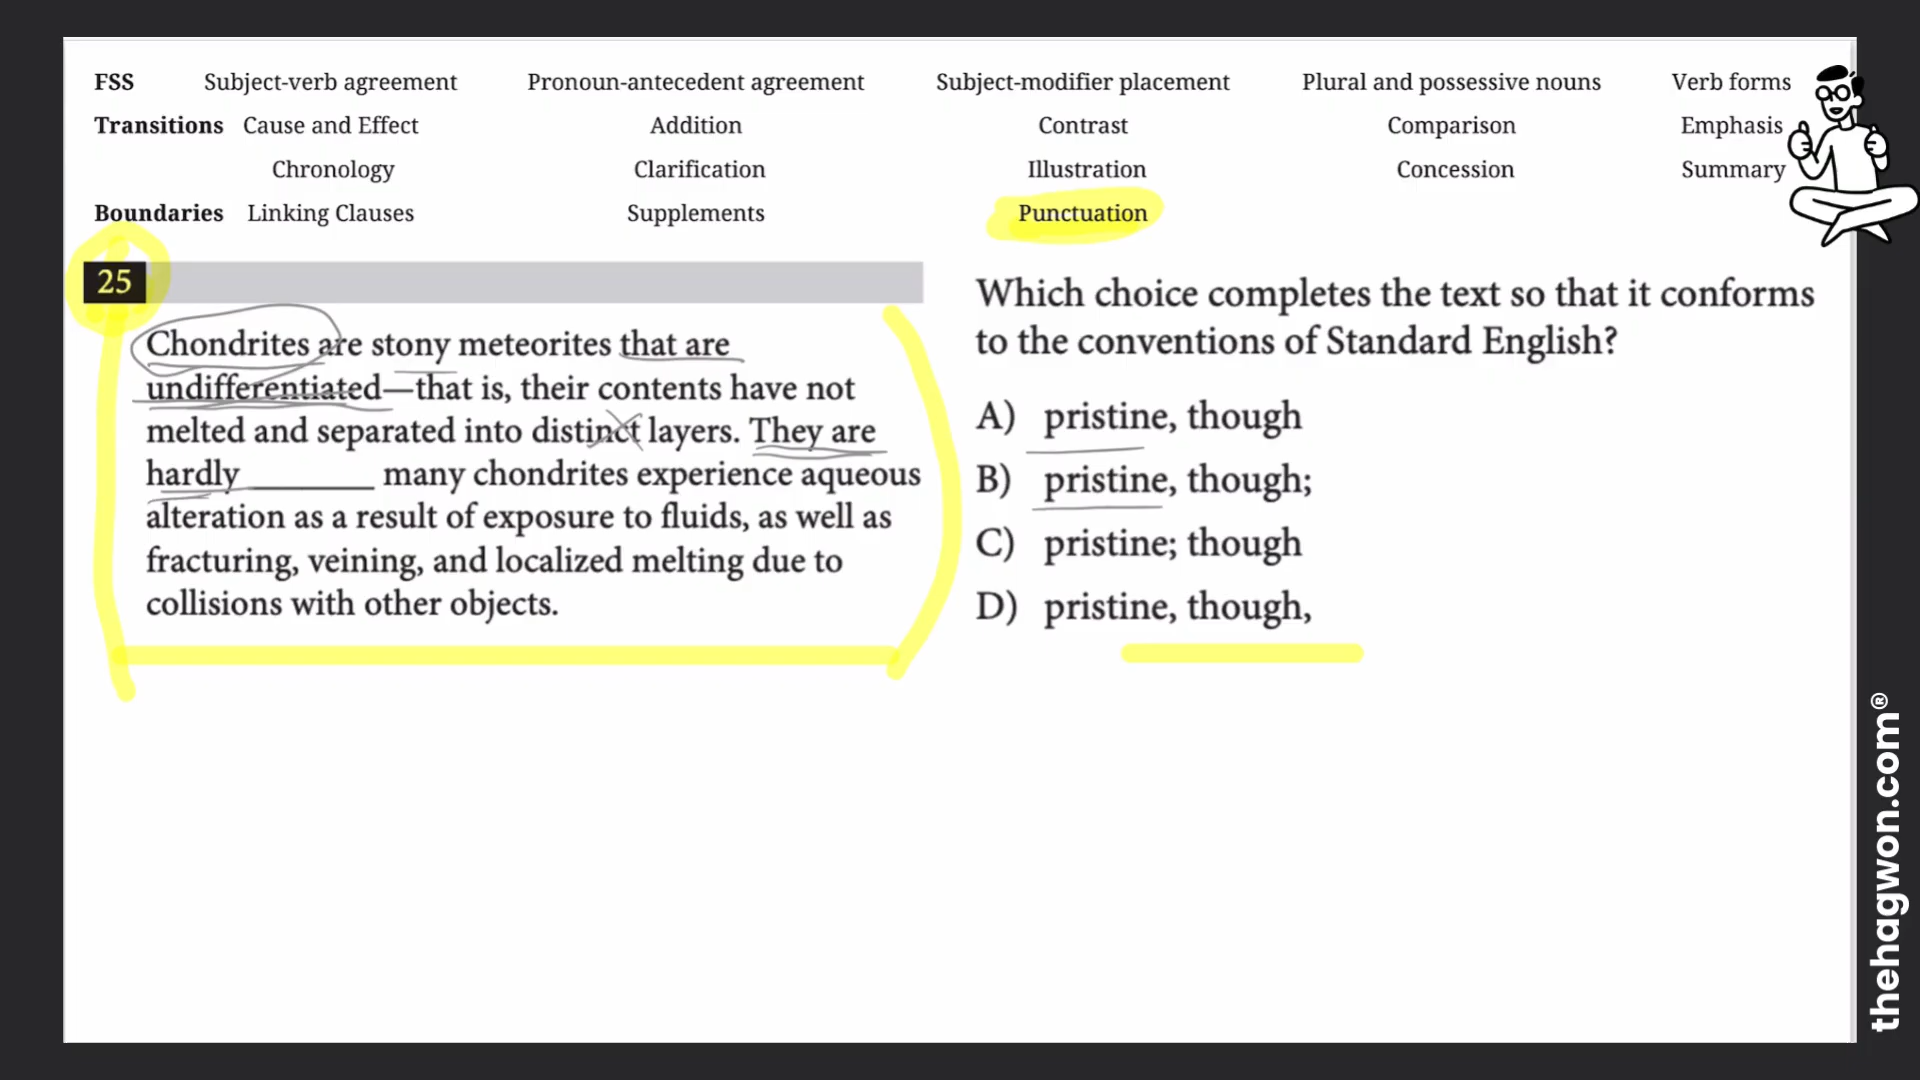 FSS Subject-verb agreement Pronoun-antecedent agreement Subject-modifier placement Plural and possessive nouns Verb forms
Transitions Cause and Effect Addition Contrast Comparison Emphasis
Chronology Clarification Illustration Concession Summary
Boundaries Linking Clauses Supplements Punctuation
25
Chondrites are stony meteorites that are
undifferentiated—that is, their contents have not
melted and separated into distinct layers. They are
hardly ________ many chondrites experience aqueous
alteration as a result of exposure to fluids, as well as
fracturing, veining, and localized melting due to
collisions with other objects.
Which choice completes the text so that it conforms
to the conventions of Standard English?
A) pristine, though
B) pristine, though;
C) pristine; though
D) pristine, though,
thehagwon.com®